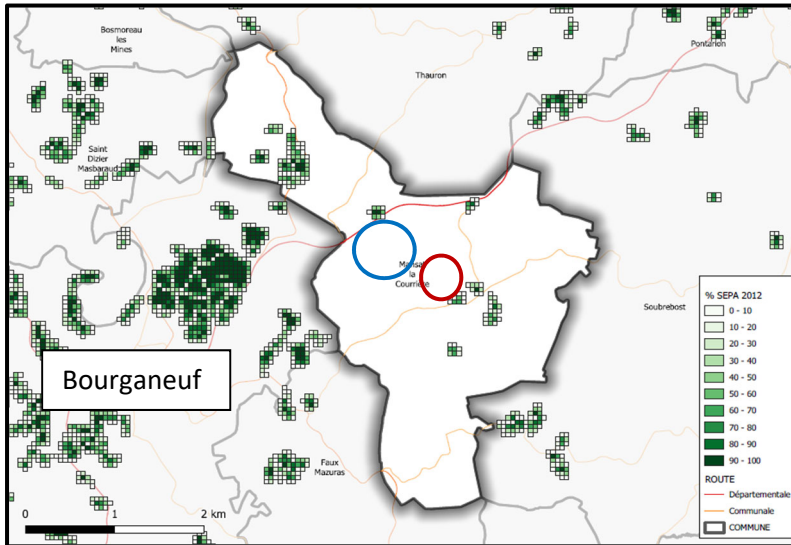 Bosmoreau
les
Mines
Thauron
Pontarion
Saint
Dizier
Masbaraud
Mansat
la
Courrière
Soubrebost
Bourganeuf
Faux
Mazuras
0 1 2 km
% SEPA 2012
0 - 10
10 - 20
20 - 30
30 - 40
40 - 50
50 - 60
60 - 70
70 - 80
80 - 90
90 - 100
ROUTE
Départementale
Communale
COMMUNE